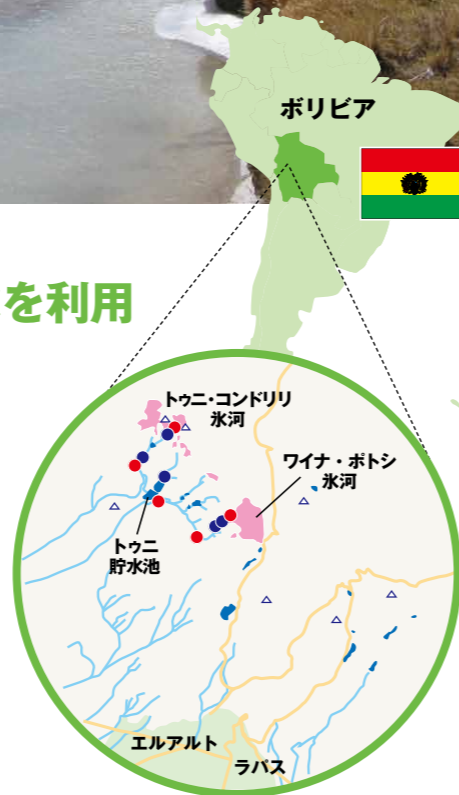 ボリビア
を利用
トゥニ・コンドリリ
氷河
ワイナ・ポトシ
氷河
トゥニ
貯水池
エルアルト
ラパス